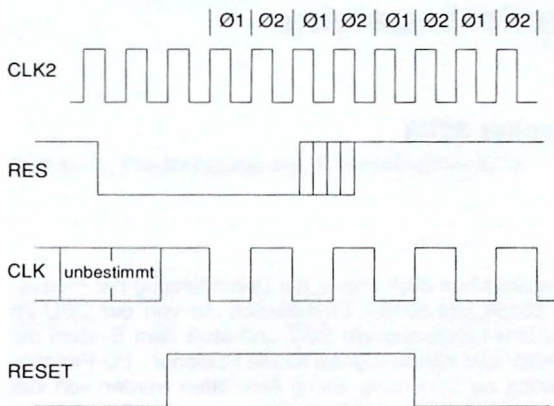 Ø1 Ø2 Ø1 Ø2 Ø1 Ø2 Ø1 Ø2
CLK2
RES
CLK unbestimmt
RESET